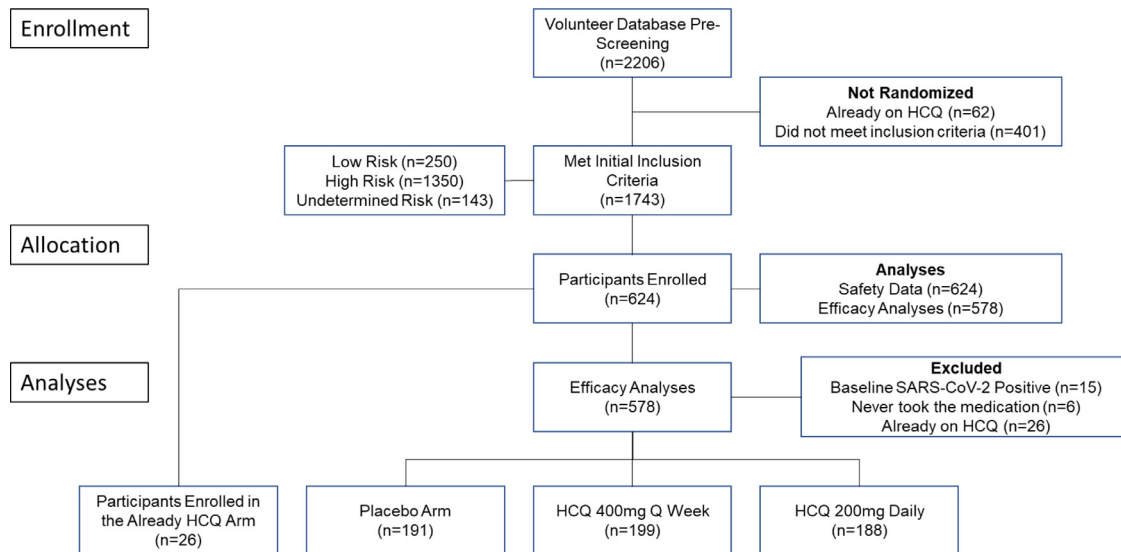 Enrollment
Volunteer Database Pre-
Screening
(n=2206)
Not Randomized
Already on HCQ (n=62)
Did not meet inclusion criteria (n=401)
Low Risk (n=250)
High Risk (n=1350)
Undetermined Risk (n=143)
Met Initial Inclusion
Criteria
(n=1743)
Allocation
Participants Enrolled
(n=624)
Analyses
Safety Data (n=624)
Efficacy Analyses (n=578)
Analyses
Efficacy Analyses
(n=578)
Excluded
Baseline SARS-CoV-2 Positive (n=15)
Never took the medication (n=6)
Already on HCQ (n=26)
Participants Enrolled in
the Already HCQ Arm
(n=26)
Placebo Arm
(n=191)
HCQ 400mg Q Week
(n=199)
HCQ 200mg Daily
(n=188)